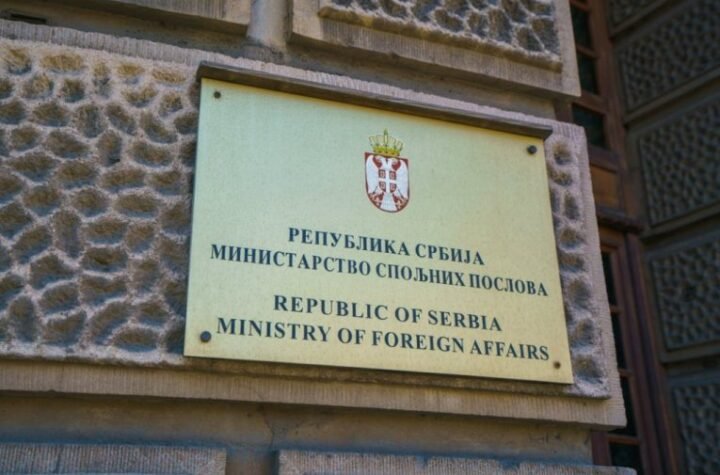 РЕПУБЛИКА СРБИЈА
МИНИСТАРСТВО СПОЉНИХ ПОСЛОВА
REPUBLIC OF SERBIA
MINISTRY OF FOREIGN AFFAIRS